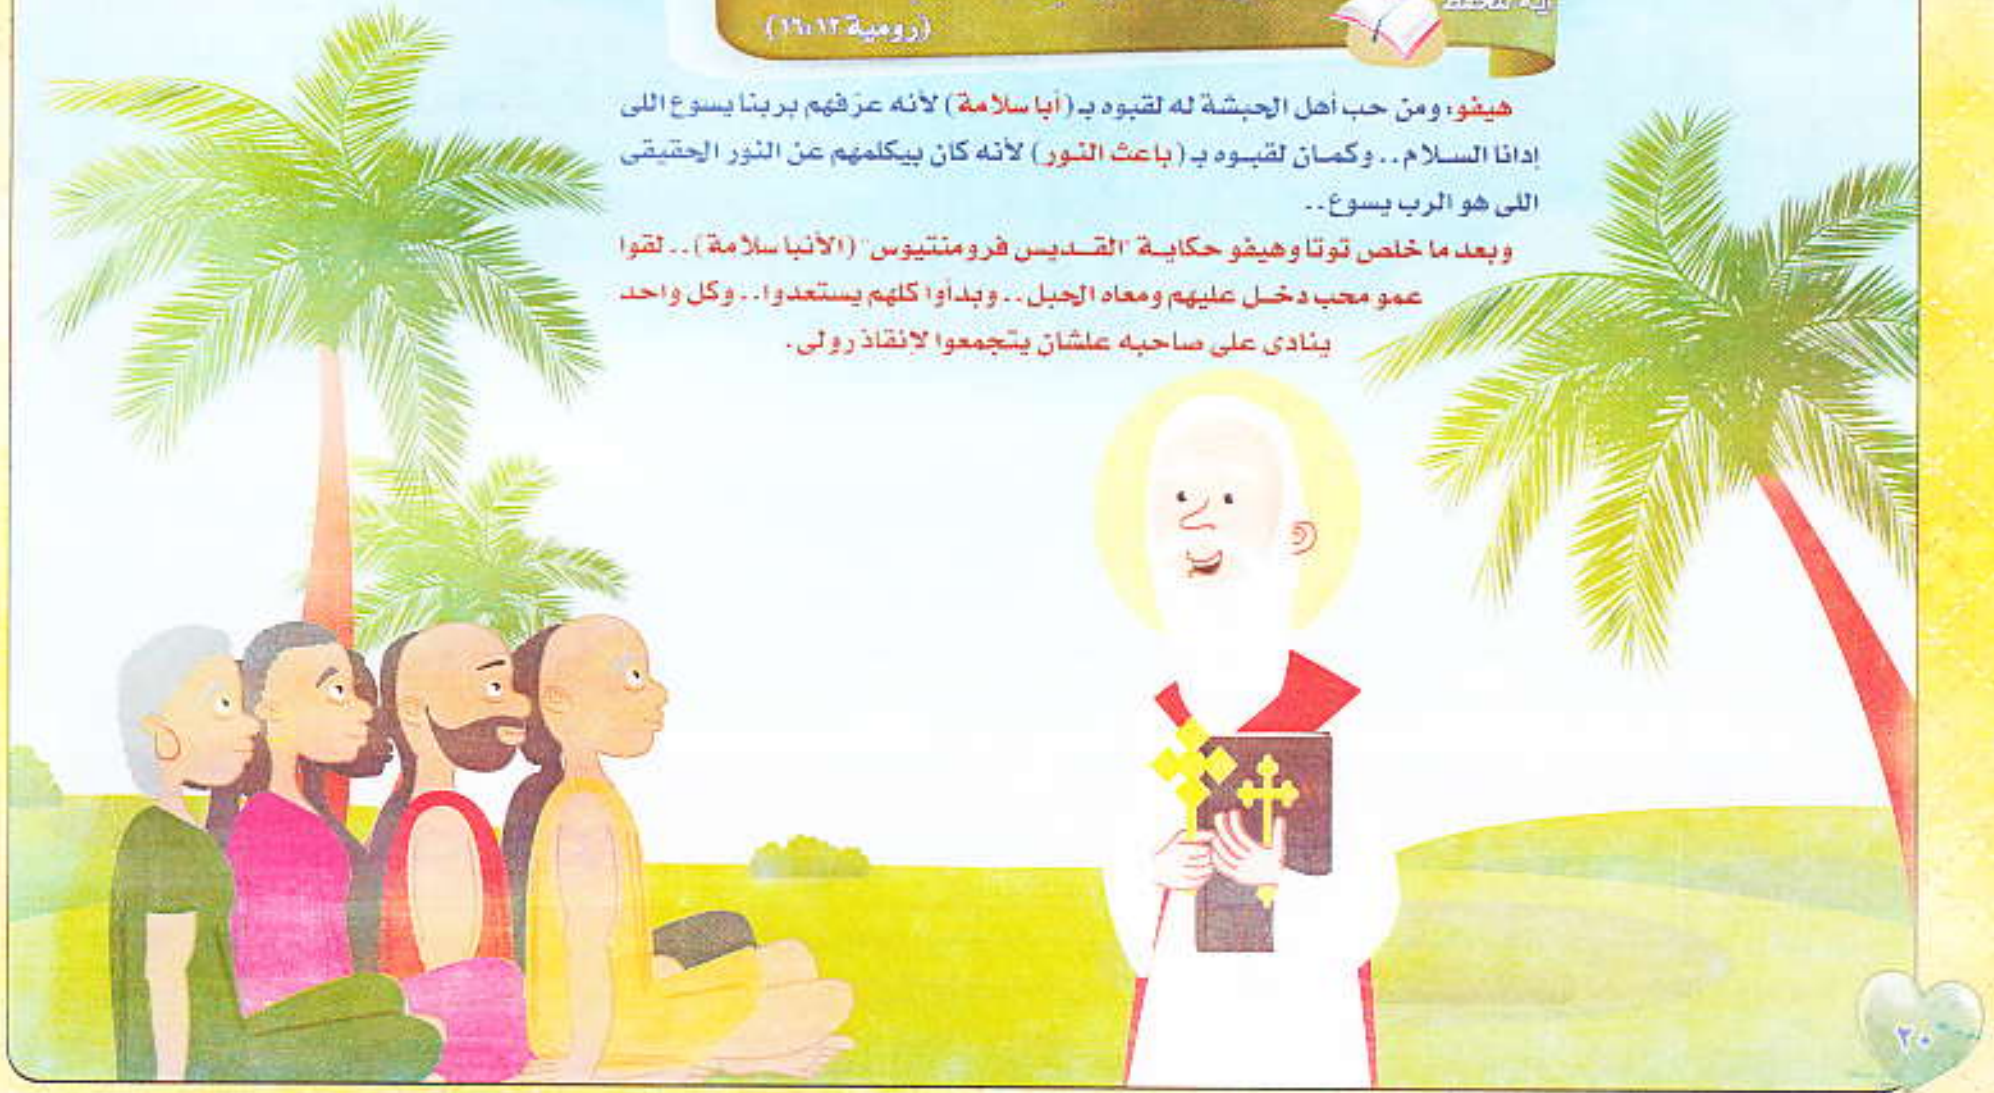 آية للحفظ
(رومية ١٢: ١٦)
هيفو: ومن حب أهل الحبشة له لقبوه بـ (أبا سلامة) لأنه عرّفهم بربنا يسوع اللى
إدانا السلام.. وكمان لقبوه بـ (باعث النور) لأنه كان بيكلمهم عن النور الحقيقى
اللى هو الرب يسوع..
وبعد ما خلص توتا وهيفو حكاية "القديس فرومنتيوس" (الأنبا سلامة).. لقوا
عمو محب دخل عليهم ومعاه الحبل.. وبدأوا كلهم يستعدوا.. وكل واحد
ينادى على صاحبه علشان يتجمعوا لإنقاذ رولى.
٢٠